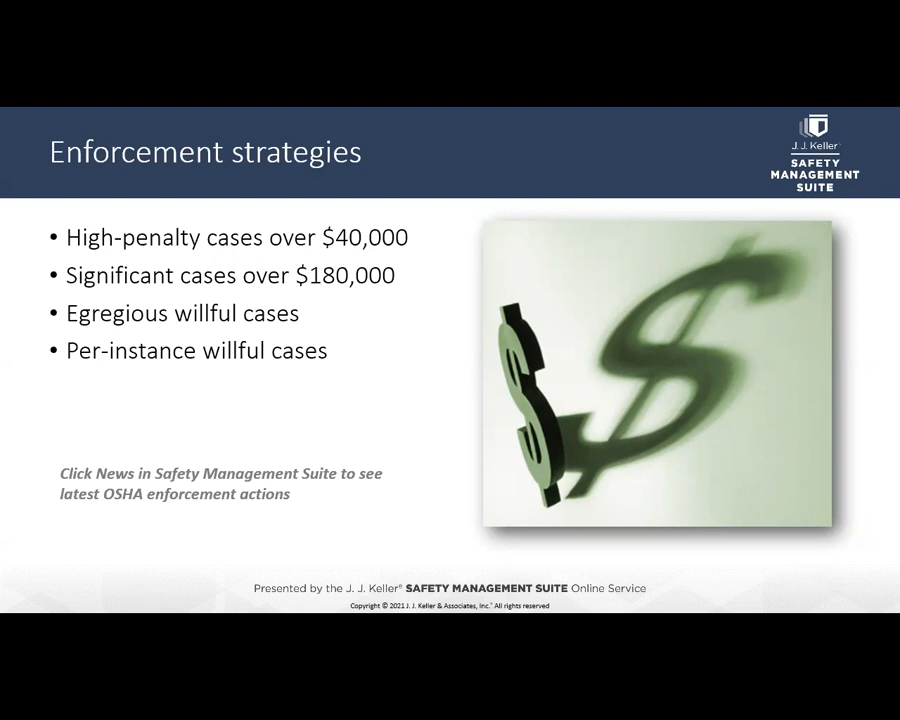 Enforcement strategies
J. J. Keller
SAFETY
MANAGEMENT
SUITE
• High-penalty cases over $40,000
• Significant cases over $180,000
• Egregious willful cases
• Per-instance willful cases
$ $
Click News in Safety Management Suite to see
latest OSHA enforcement actions
Presented by the J. J. Keller® SAFETY MANAGEMENT SUITE Online Service
Copyright © 2021 J. J. Keller & Associates, Inc.® All rights reserved